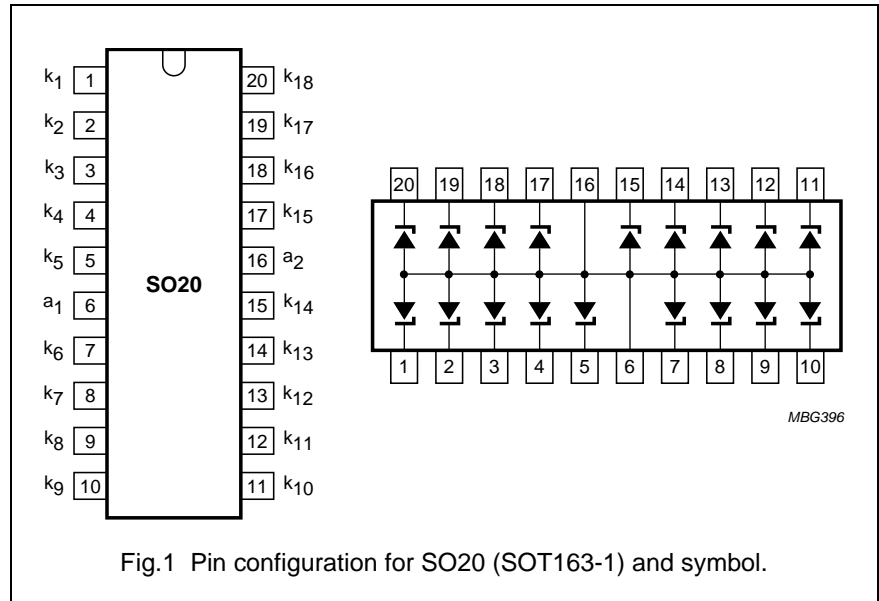 k1 1 20 k18
k2 2 19 k17
k3 3 18 k16
k4 4 17 k15
k5 5 16 a2
SO20
a1 6 15 k14
k6 7 14 k13
k7 8 13 k12
k8 9 12 k11
k9 10 11 k10
20 19 18 17 16 15 14 13 12 11
1 2 3 4 5 6 7 8 9 10
MBG396
Fig.1 Pin configuration for SO20 (SOT163-1) and symbol.